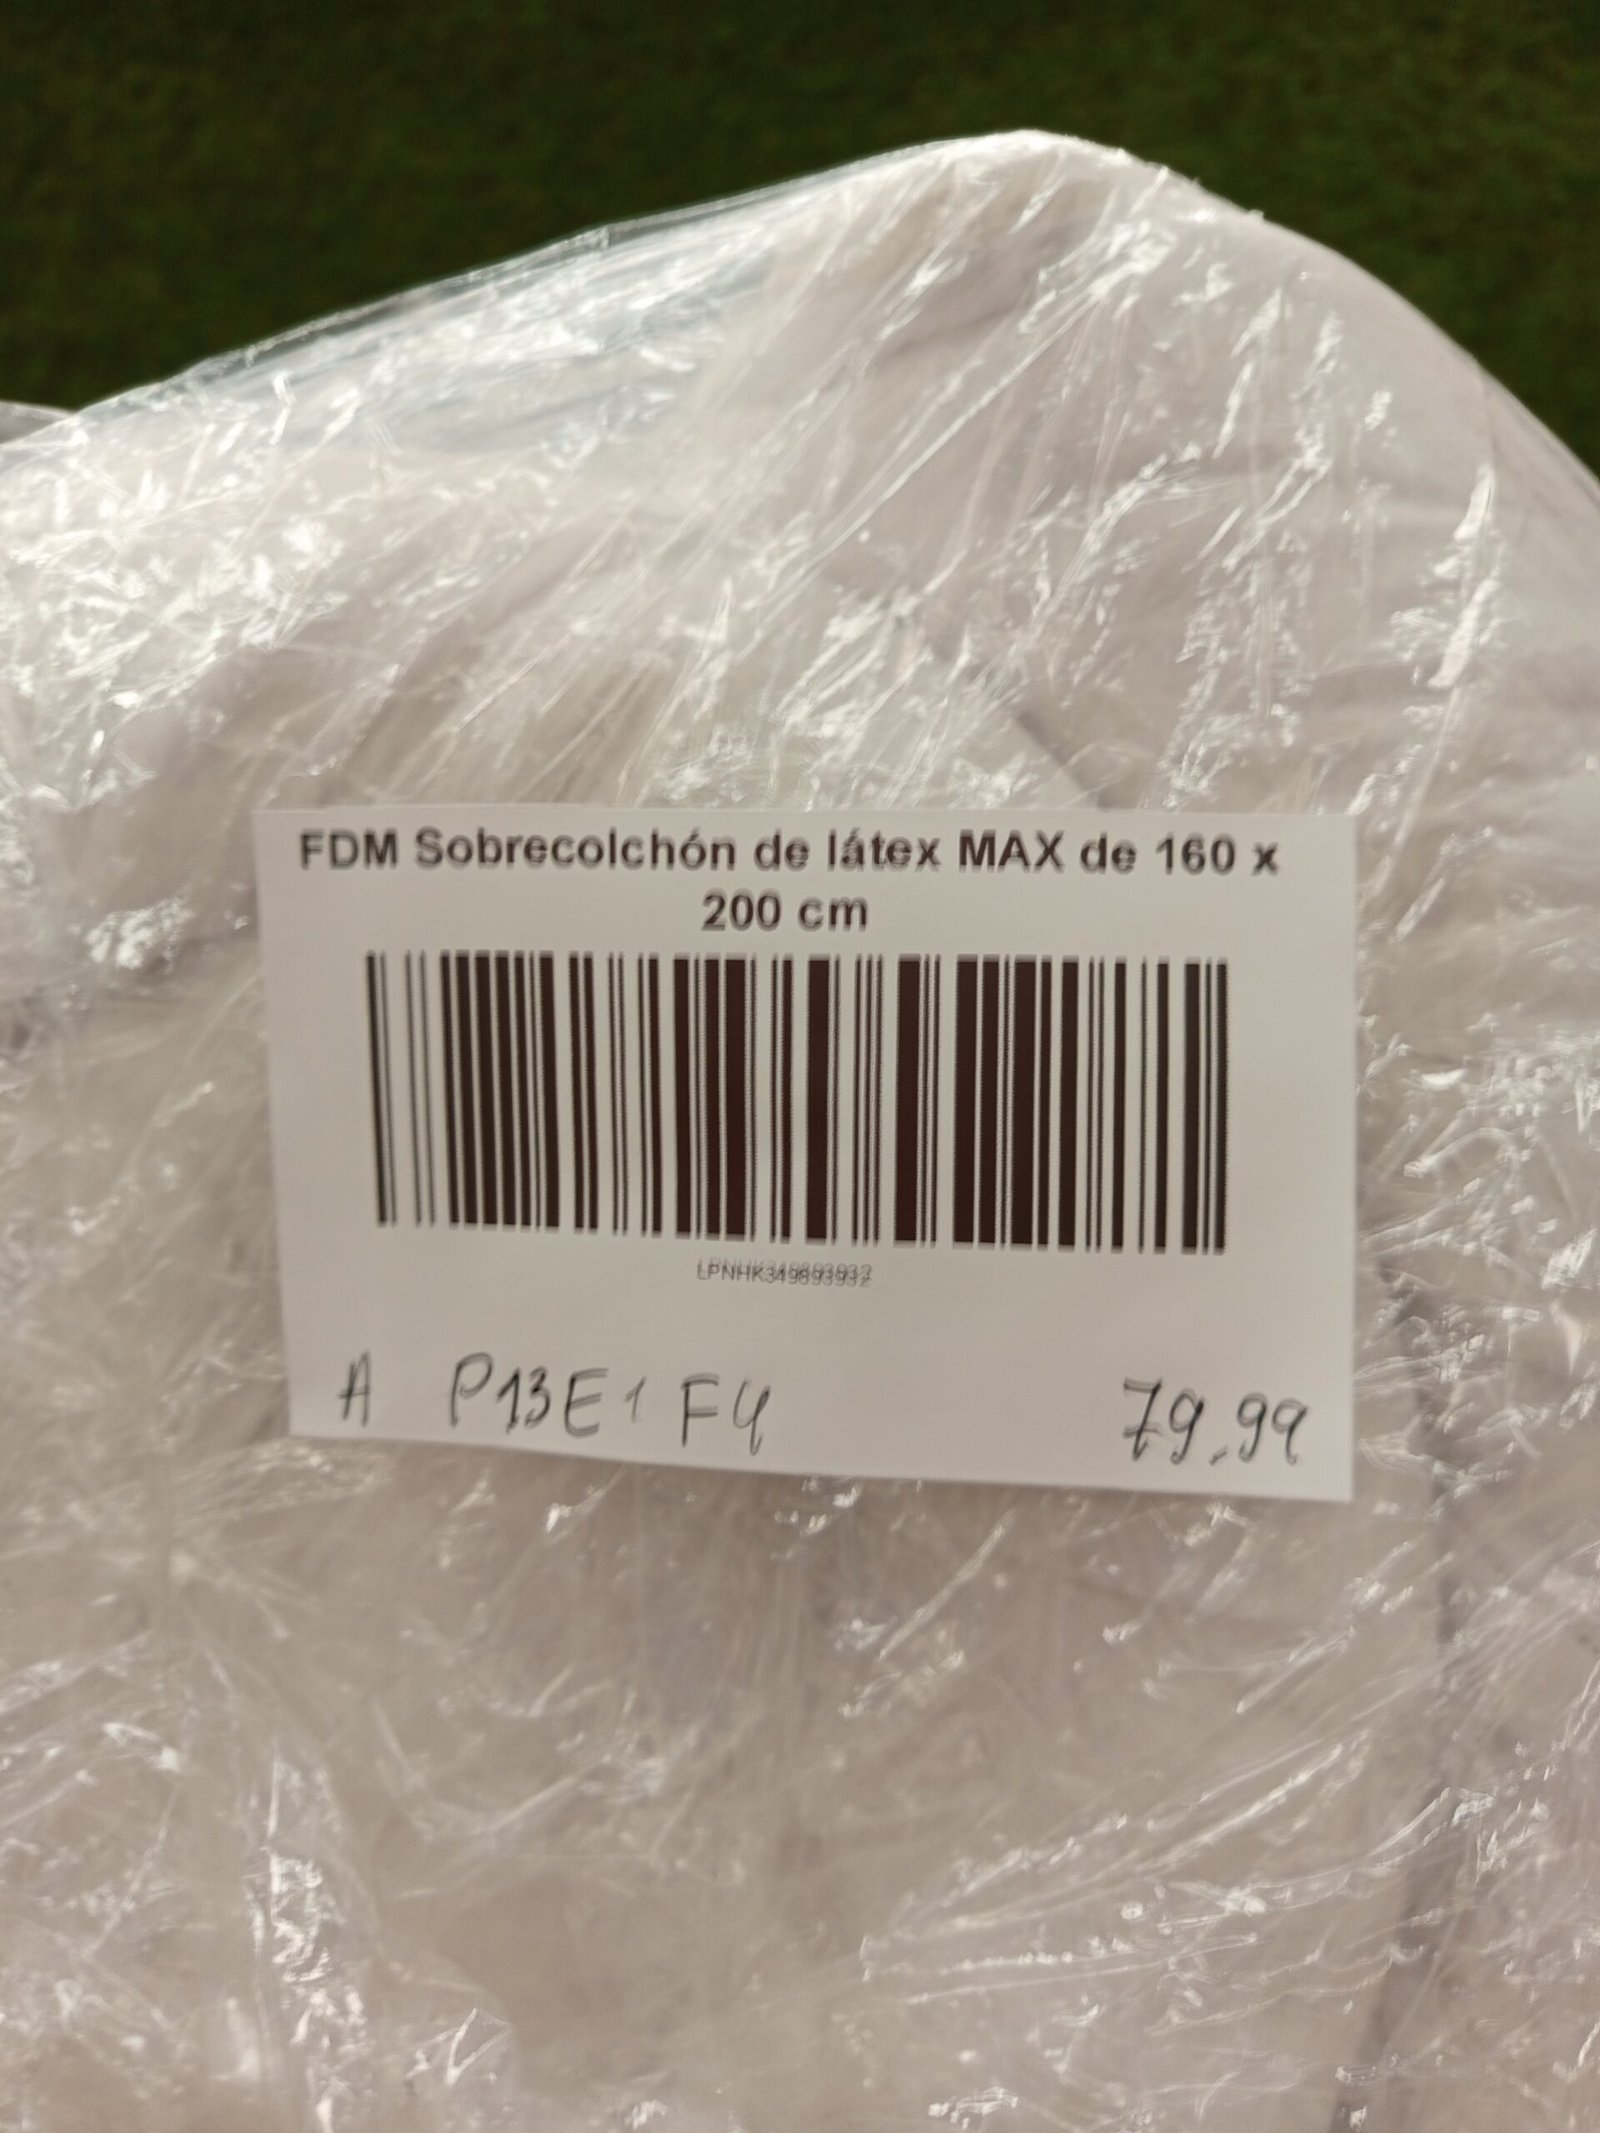 FDM Sobrecolchón de látex MAX de 160 x
200 cm
LPNHK349893932
A P13E1 F4 79,99